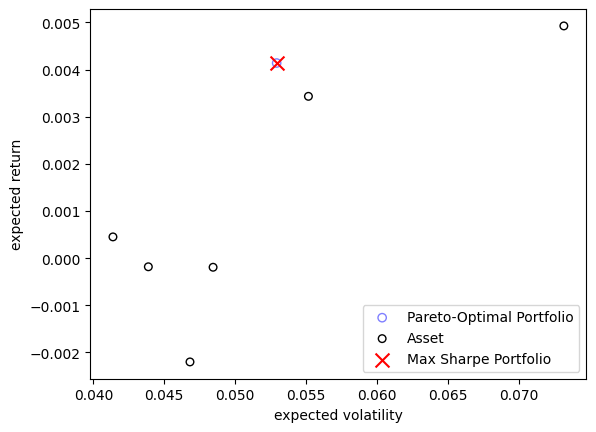 expected return
0.005
0.004
0.003
0.002
0.001
0.000
−0.001
−0.002
Pareto-Optimal Portfolio
Asset
Max Sharpe Portfolio
0.040 0.045 0.050 0.055 0.060 0.065 0.070
expected volatility